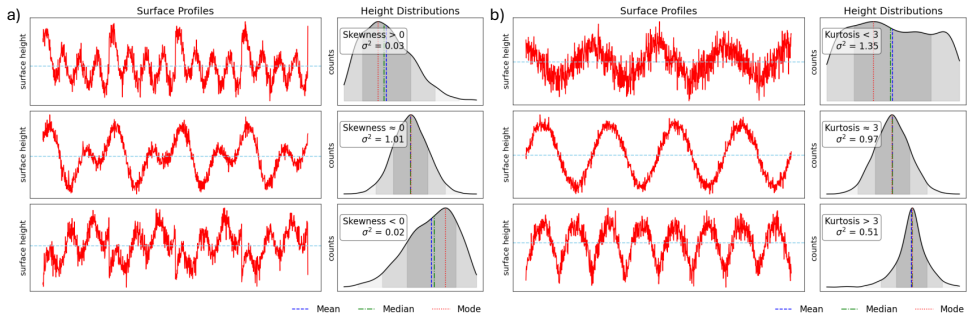 a)
Surface Profiles
Height Distributions
surface height
counts
Skewness > 0
σ² = 0.03
surface height
counts
Skewness ≈ 0
σ² = 1.01
surface height
counts
Skewness < 0
σ² = 0.02
Mean Median Mode
b)
Surface Profiles
Height Distributions
surface height
counts
Kurtosis < 3
σ² = 1.35
surface height
counts
Kurtosis ≈ 3
σ² = 0.97
surface height
counts
Kurtosis > 3
σ² = 0.51
Mean Median Mode